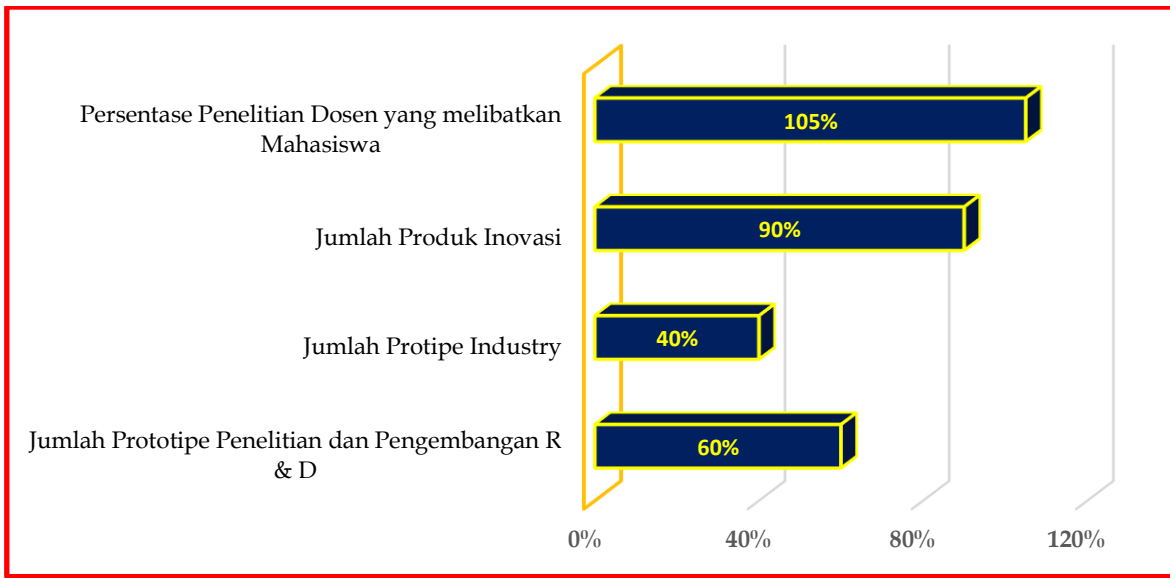 Persentase Penelitian Dosen yang melibatkan
Mahasiswa
105%
Jumlah Produk Inovasi
90%
Jumlah Protipe Industry
40%
Jumlah Prototipe Penelitian dan Pengembangan R
& D
60%
0%
40%
80%
120%